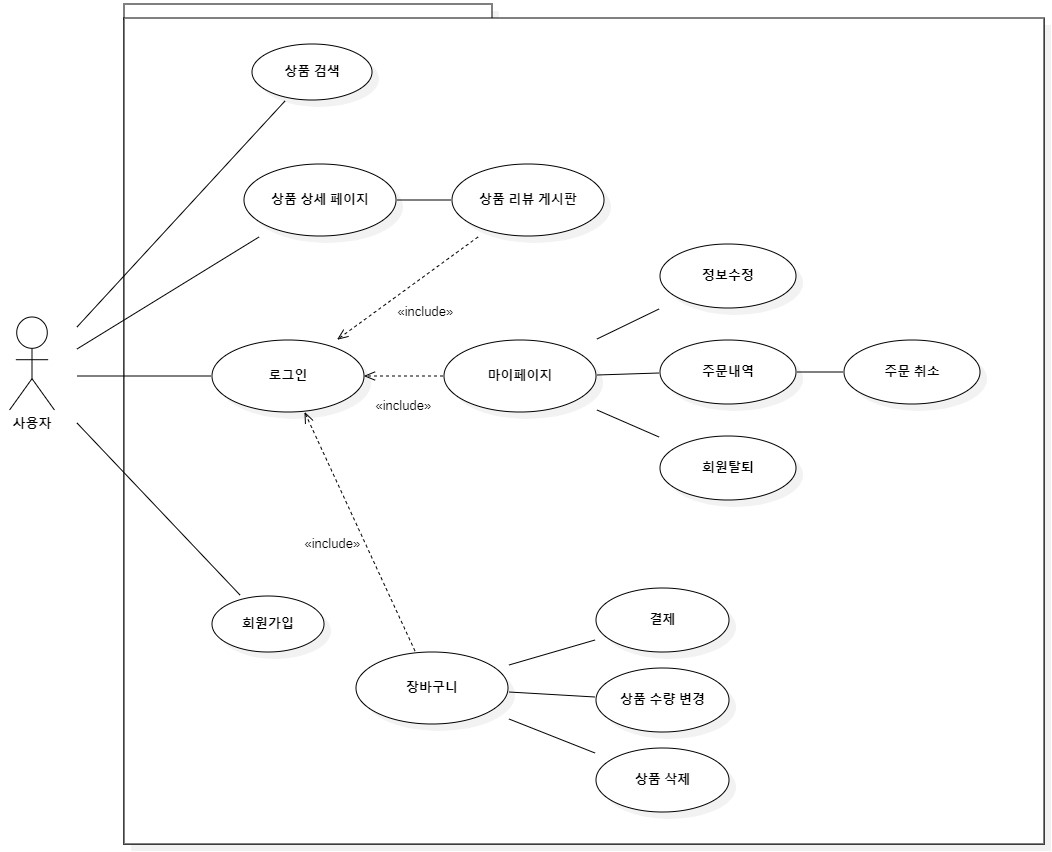 상품 검색
상품 상세 페이지
상품 리뷰 게시판
정보수정
«include»
로그인
마이페이지
주문내역
주문 취소
«include»
사용자
회원탈퇴
«include»
회원가입
결제
장바구니
상품 수량 변경
상품 삭제